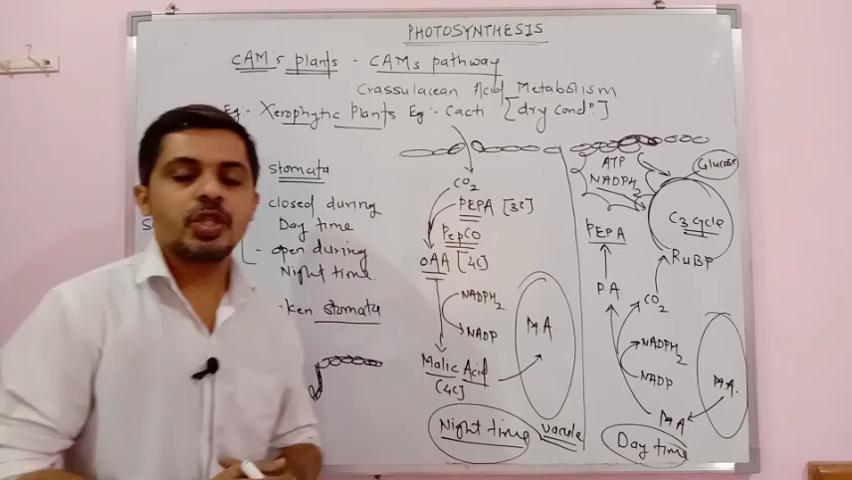 PHOTOSYNTHESIS
CAM's plants - CAMs pathway
Crassulacean Acid Metabolism
Eg:- Xerophytic Plants Eg:- Cacti [dry condn]
stomata
closed during
Day time
- open during
Night time
ken stomata
CO2
PEPA [3C]
PepCO
OAA [4C]
NADPH2
NADP
Malic Acid
[4C]
MA
Night time
vacule
ATP
NADPH2
Glucose
C3 cycle
PEPA
RuBP
PA
CO2
NADPH2
NADP
MA
MA.
Day time